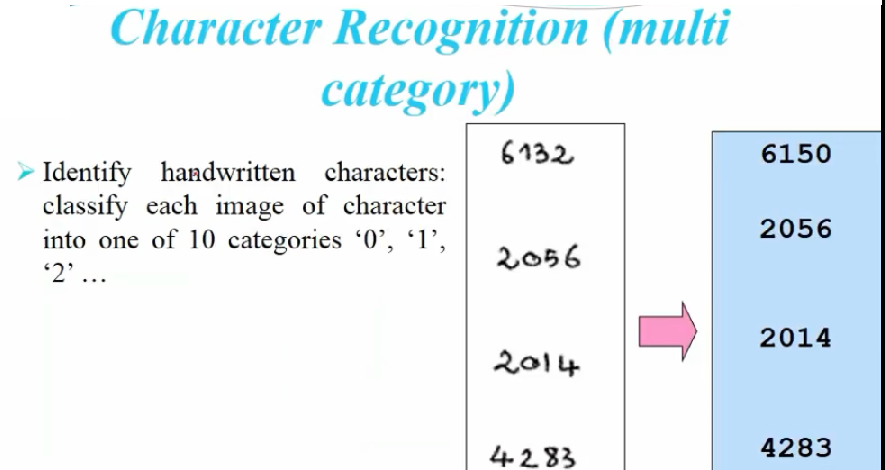 Character Recognition (multi
category)
➢ Identify handwritten characters:
classify each image of character
into one of 10 categories ‘0’, ‘1’,
‘2’ …
6132
2056
2014
4283
6150
2056
2014
4283